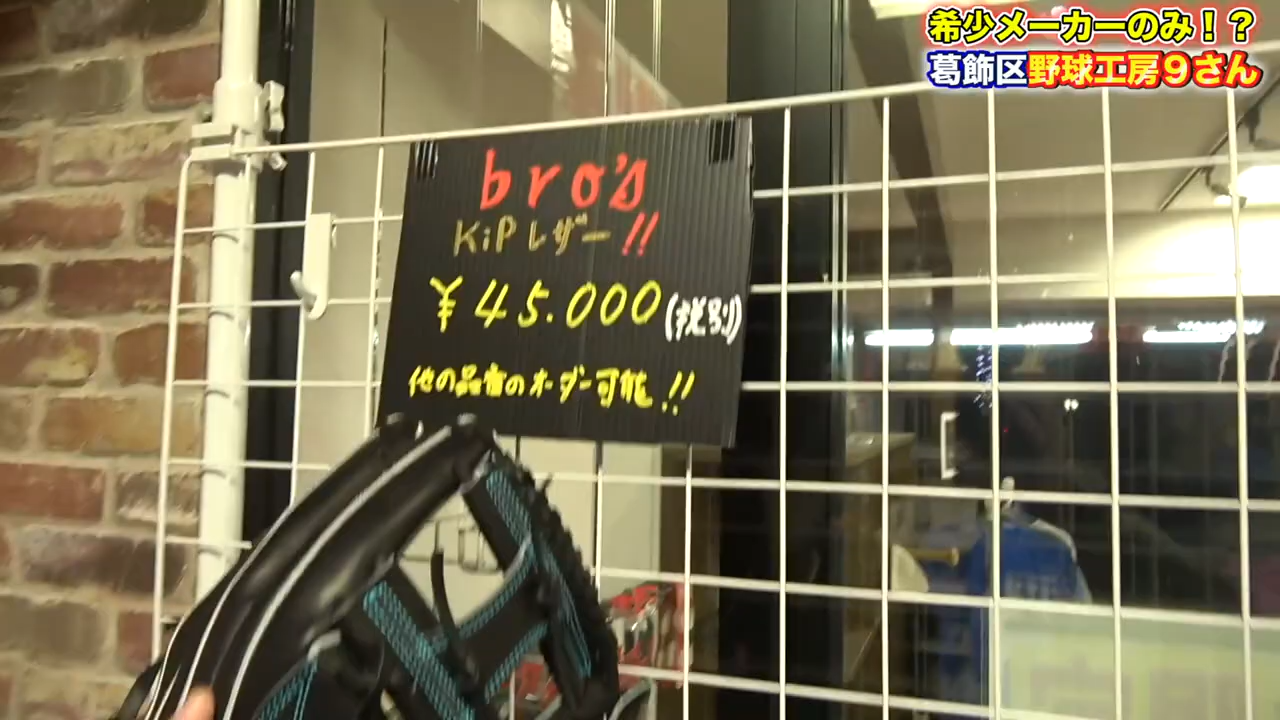 希少メーカーのみ！？
葛飾区野球工房9さん
bro's
KiPレザー!!
¥45.000(税別)
他の品番のオーダー可能!!